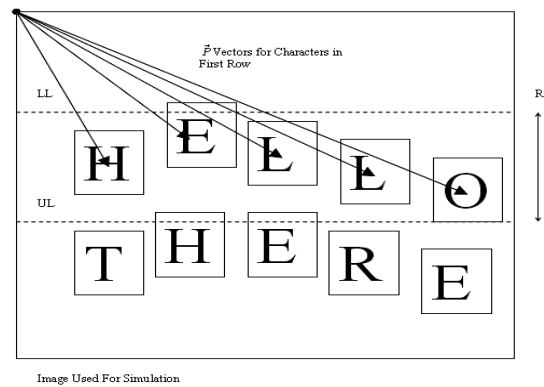 P Vectors for Characters in
First Row
LL
R
H E L L O
UL
T H E R E
Image Used For Simulation